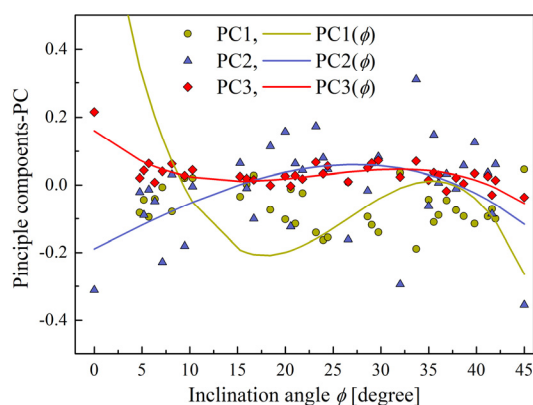 PC1, PC1(ϕ)
PC2, PC2(ϕ)
PC3, PC3(ϕ)
Pinciple compoents-PC
0.4
0.2
0.0
-0.2
-0.4
0 5 10 15 20 25 30 35 40 45
Inclination angle ϕ [degree]